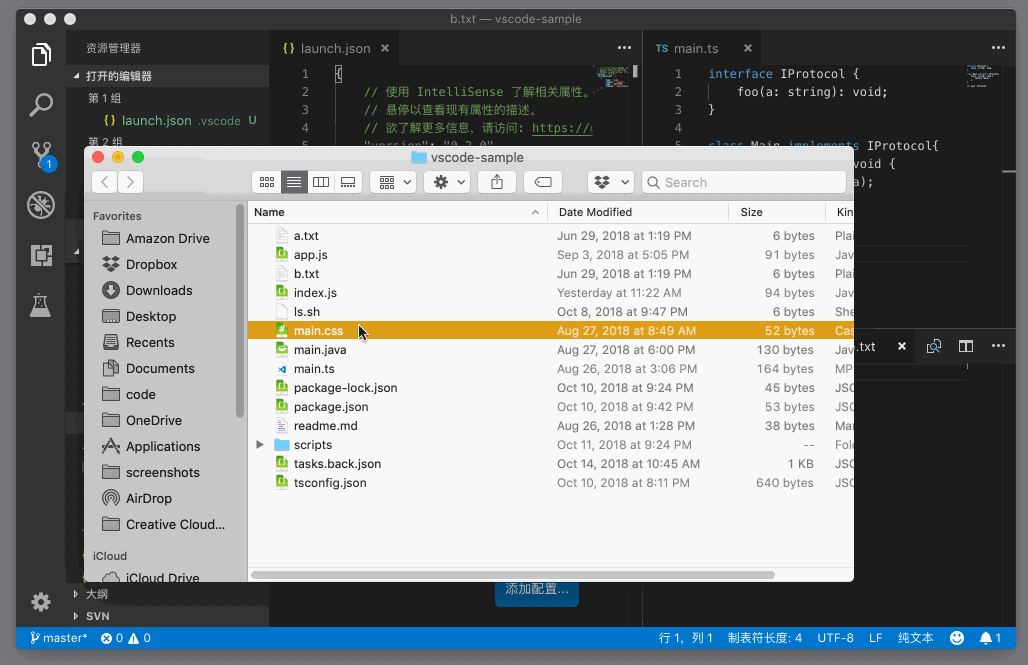 b.txt — vscode-sample
资源管理器
打开的编辑器
第 1 组
{} launch.json .vscode U
第 2 组
{} launch.json ×
1 {
2 // 使用 IntelliSense 了解相关属性。
3 // 悬停以查看现有属性的描述。
4 // 欲了解更多信息，请访问: https://
5 "version": "0.2.0"
TS main.ts ×
1 interface IProtocol {
2 foo(a: string): void;
3 }
4
class Main implements IProtocol{
void {
a);
1
vscode-sample
Search
Favorites
Amazon Drive
Dropbox
Downloads
Desktop
Recents
Documents
code
OneDrive
Applications
screenshots
AirDrop
Creative Cloud...
iCloud
iCloud Drive
Name Date Modified Size Kin
a.txt Jun 29, 2018 at 1:19 PM 6 bytes Plai
app.js Sep 3, 2018 at 5:05 PM 91 bytes Jav
b.txt Jun 29, 2018 at 1:19 PM 6 bytes Plai
index.js Yesterday at 11:22 AM 94 bytes Jav
ls.sh Oct 8, 2018 at 9:47 PM 6 bytes She
main.css Aug 27, 2018 at 8:49 AM 52 bytes Cas
main.java Aug 27, 2018 at 6:00 PM 130 bytes Jav
main.ts Aug 26, 2018 at 3:06 PM 164 bytes MP
package-lock.json Oct 10, 2018 at 9:24 PM 45 bytes JSO
package.json Oct 10, 2018 at 9:42 PM 53 bytes JSO
readme.md Aug 26, 2018 at 1:28 PM 38 bytes Mar
scripts Oct 11, 2018 at 9:24 PM -- Fol
tasks.back.json Oct 14, 2018 at 10:45 AM 1 KB JSO
tsconfig.json Oct 10, 2018 at 8:11 PM 640 bytes JSO
.txt ×
添加配置...
大纲
SVN
master* 0 0 行 1，列 1 制表符长度: 4 UTF-8 LF 纯文本 1